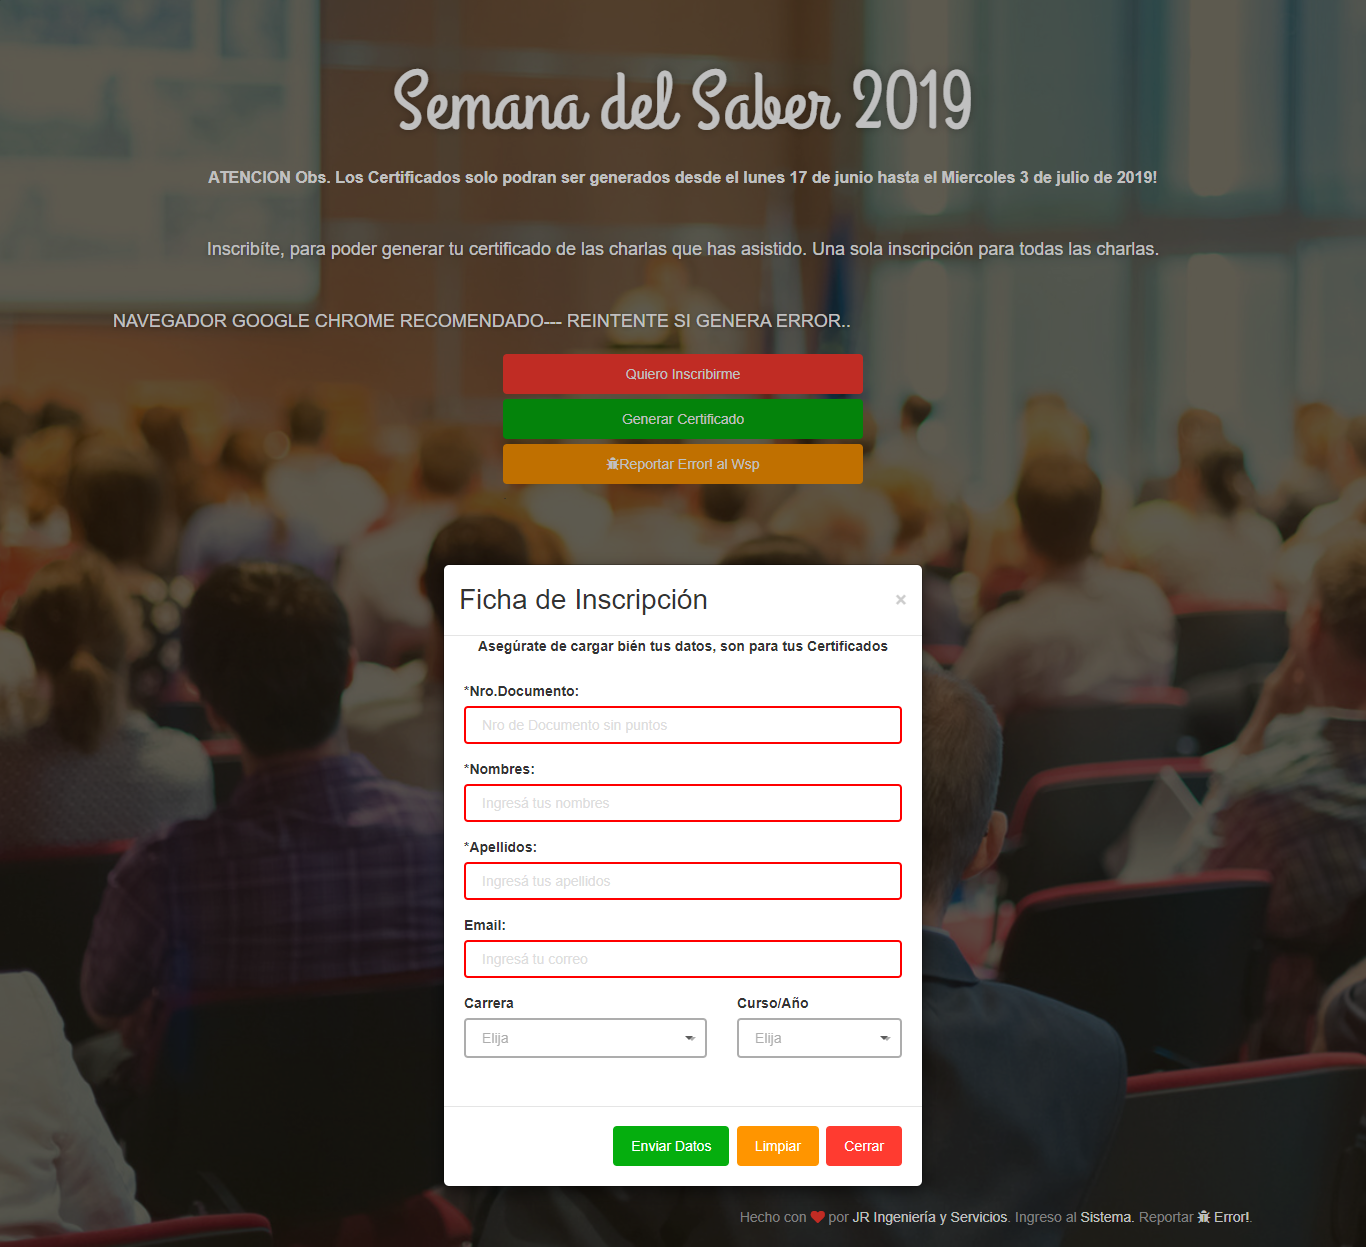 Semana del Saber 2019
ATENCION Obs. Los Certificados solo podran ser generados desde el lunes 17 de junio hasta el Miercoles 3 de julio de 2019!
Inscribíte, para poder generar tu certificado de las charlas que has asistido. Una sola inscripción para todas las charlas.
NAVEGADOR GOOGLE CHROME RECOMENDADO--- REINTENTE SI GENERA ERROR..
Quiero Inscribirme
Generar Certificado
Reportar Error! al Wsp
Ficha de Inscripción ×
Asegúrate de cargar bién tus datos, son para tus Certificados
*Nro.Documento:
Nro de Documento sin puntos
*Nombres:
Ingresá tus nombres
*Apellidos:
Ingresá tus apellidos
Email:
Ingresá tu correo
Carrera Curso/Año
Elija Elija
Enviar Datos Limpiar Cerrar
Hecho con ❤ por JR Ingeniería y Servicios. Ingreso al Sistema. Reportar Error!.